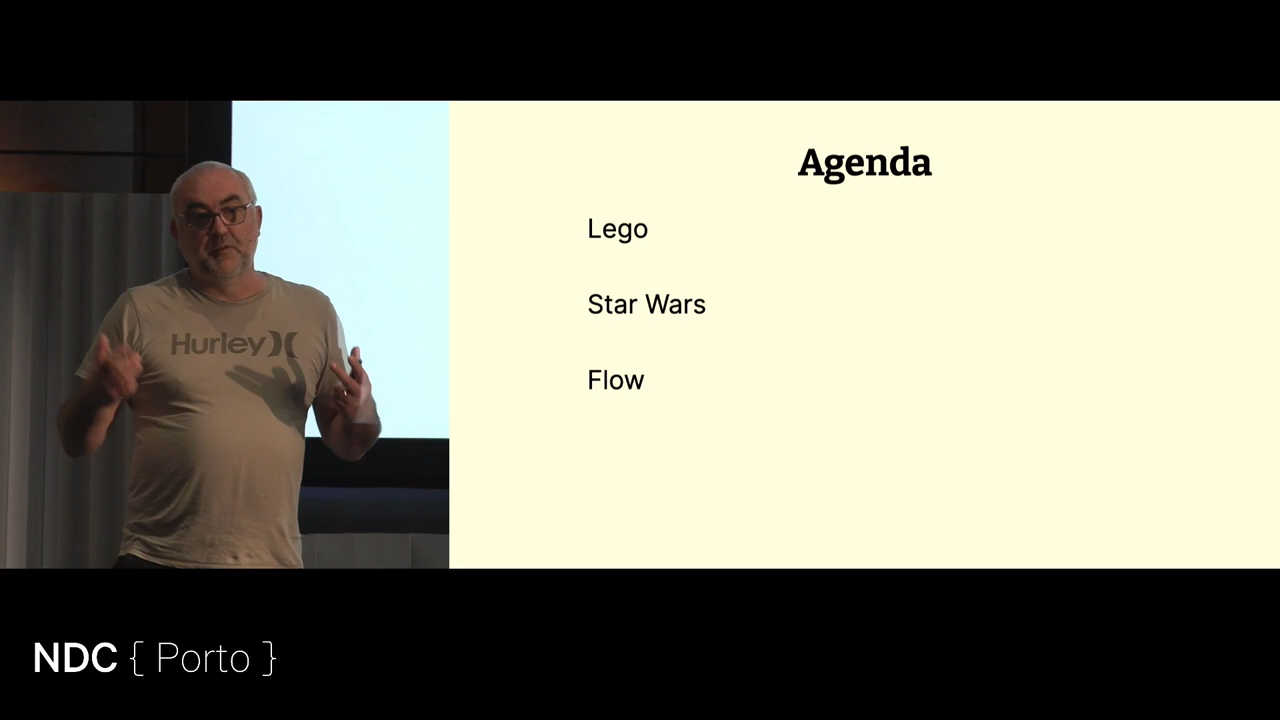 Agenda
Lego
Star Wars
Flow
Hurley
NDC { Porto }